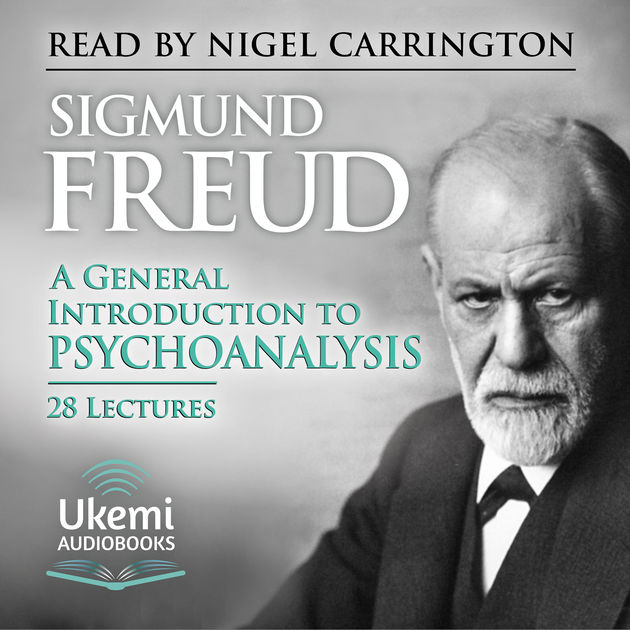 READ BY NIGEL CARRINGTON
SIGMUND
FREUD
A GENERAL
INTRODUCTION TO
PSYCHOANALYSIS
28 LECTURES
Ukemi
AUDIOBOOKS